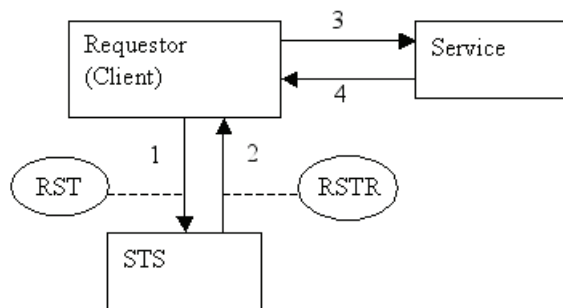 Requestor
(Client)
3
Service
4
1
2
RST
RSTR
STS